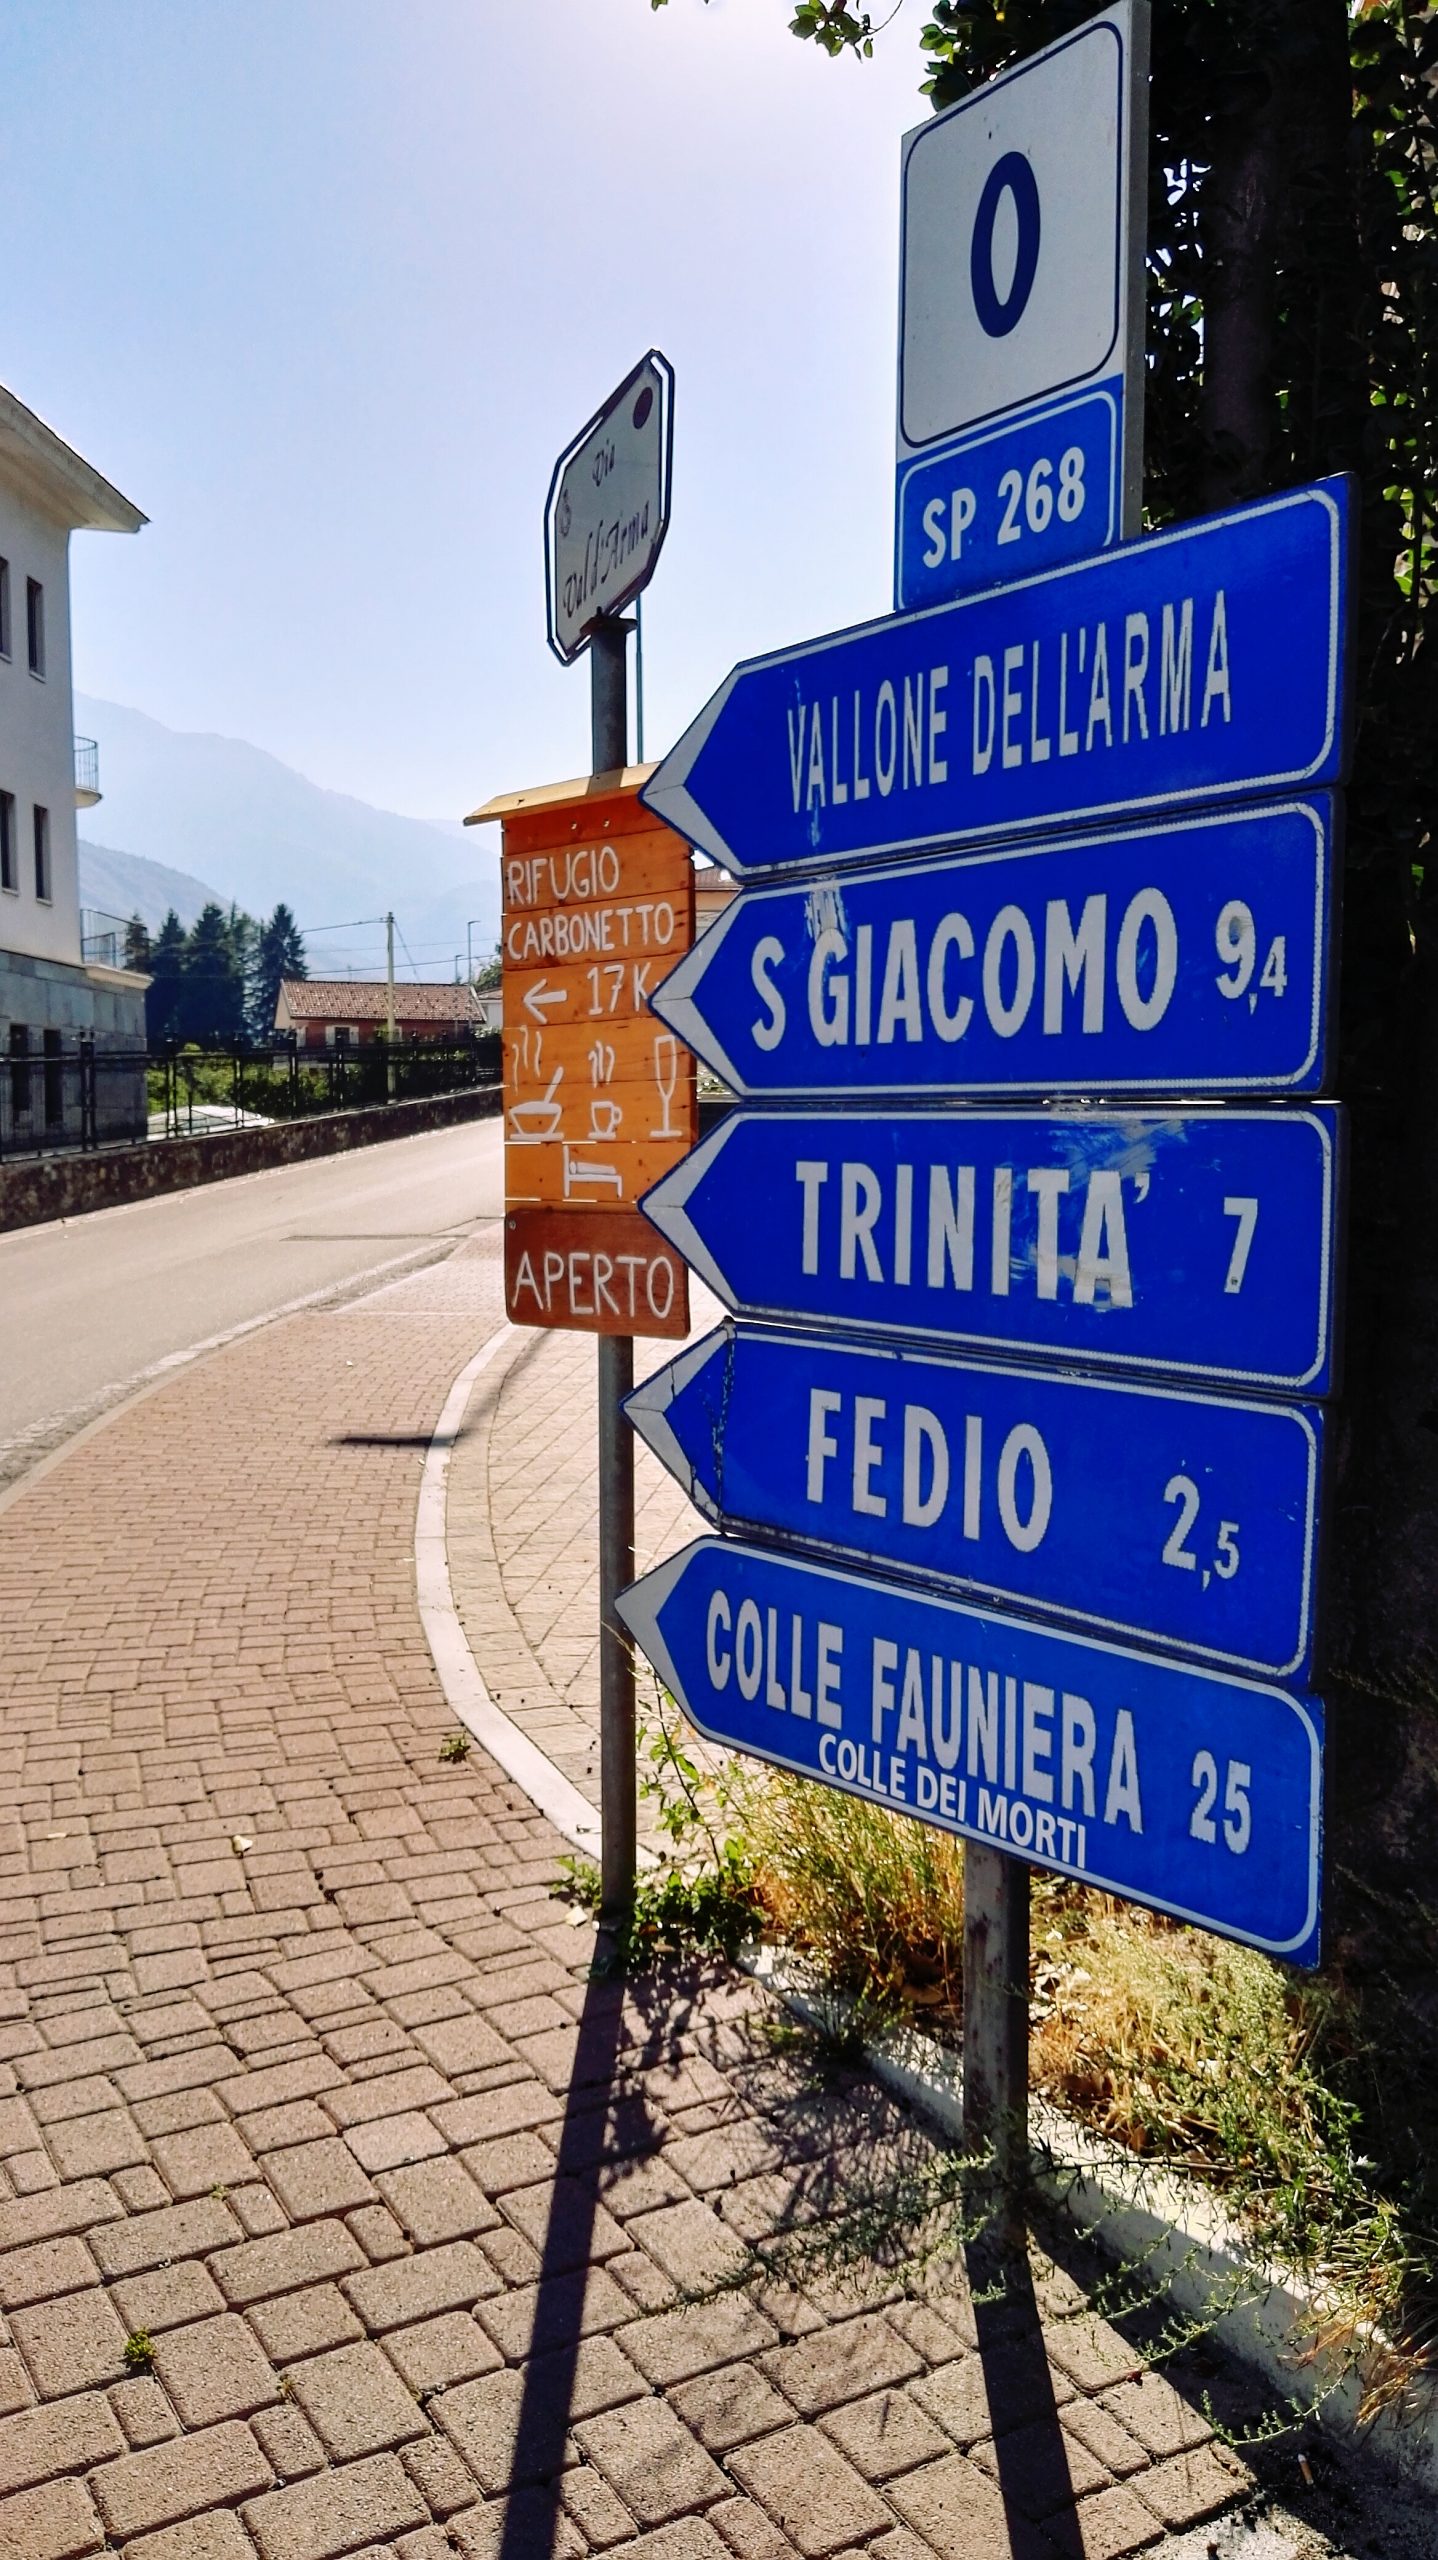 0
SP 268
Via
Val d'Arma
VALLONE DELL'ARMA
S GIACOMO 9,4
TRINITA' 7
FEDIO 2,5
COLLE FAUNIERA 25
COLLE DEI MORTI
RIFUGIO
CARBONETTO
← 17 K
APERTO